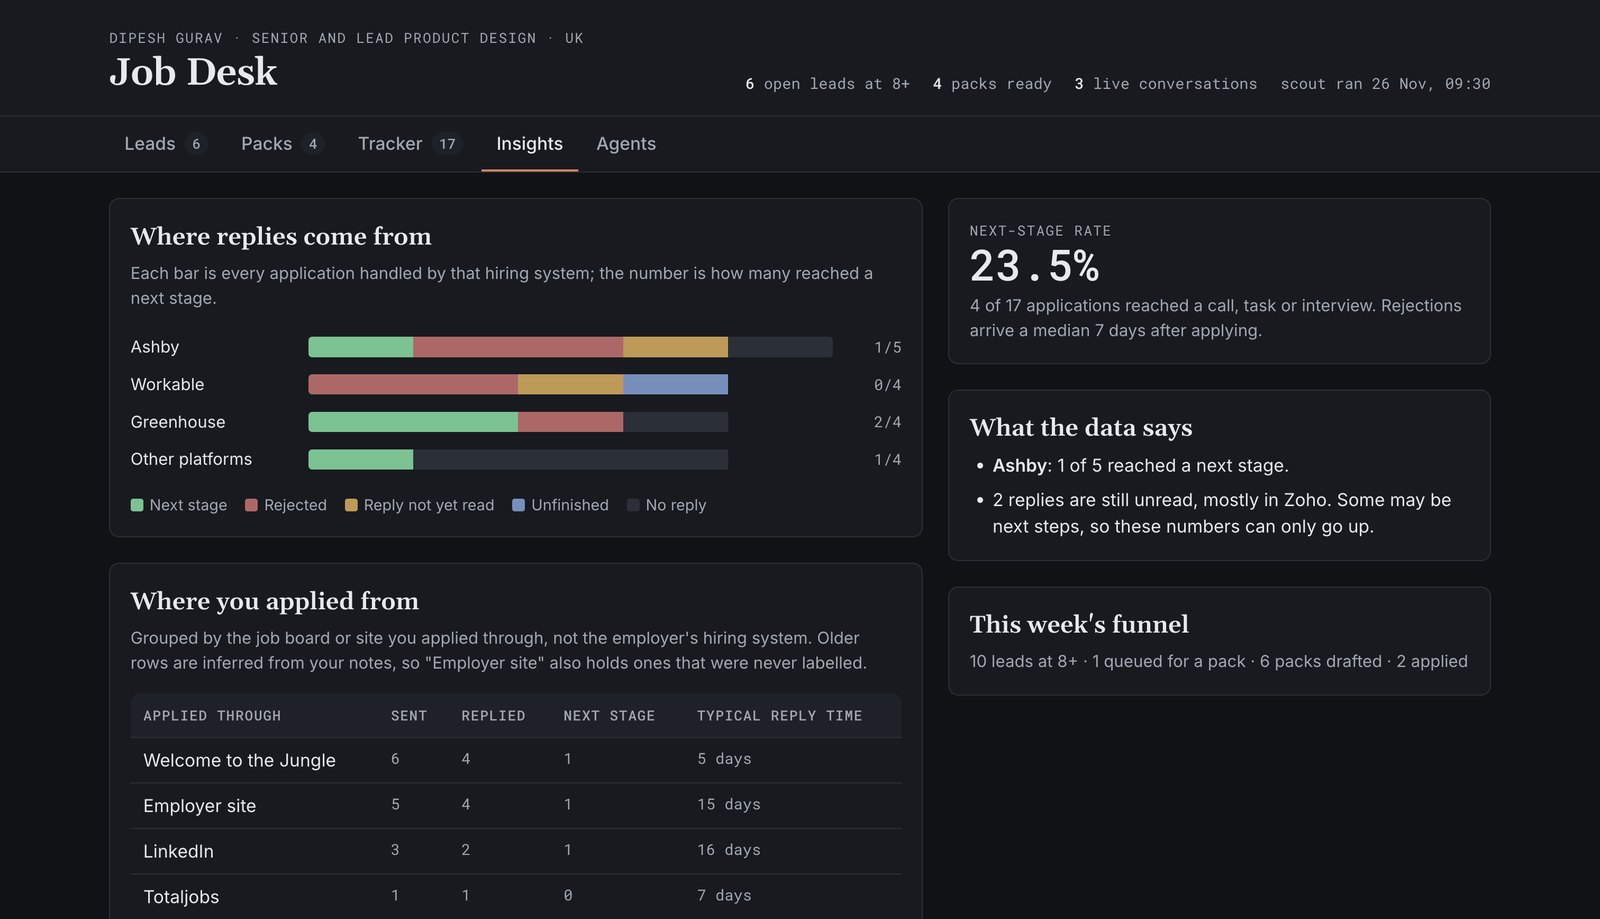 DIPESH GURAV · SENIOR AND LEAD PRODUCT DESIGN · UK
Job Desk
6 open leads at 8+ 4 packs ready 3 live conversations scout ran 26 Nov, 09:30
Leads 6 Packs 4 Tracker 17 Insights Agents
Where replies come from
Each bar is every application handled by that hiring system; the number is how many reached a
next stage.
Ashby 1/5
Workable 0/4
Greenhouse 2/4
Other platforms 1/4
Next stage Rejected Reply not yet read Unfinished No reply
Where you applied from
Grouped by the job board or site you applied through, not the employer's hiring system. Older
rows are inferred from your notes, so "Employer site" also holds ones that were never labelled.
APPLIED THROUGH SENT REPLIED NEXT STAGE TYPICAL REPLY TIME
Welcome to the Jungle 6 4 1 5 days
Employer site 5 4 1 15 days
LinkedIn 3 2 1 16 days
Totaljobs 1 1 0 7 days
NEXT-STAGE RATE
23.5%
4 of 17 applications reached a call, task or interview. Rejections
arrive a median 7 days after applying.
What the data says
• Ashby: 1 of 5 reached a next stage.
• 2 replies are still unread, mostly in Zoho. Some may be
next steps, so these numbers can only go up.
This week's funnel
10 leads at 8+ · 1 queued for a pack · 6 packs drafted · 2 applied